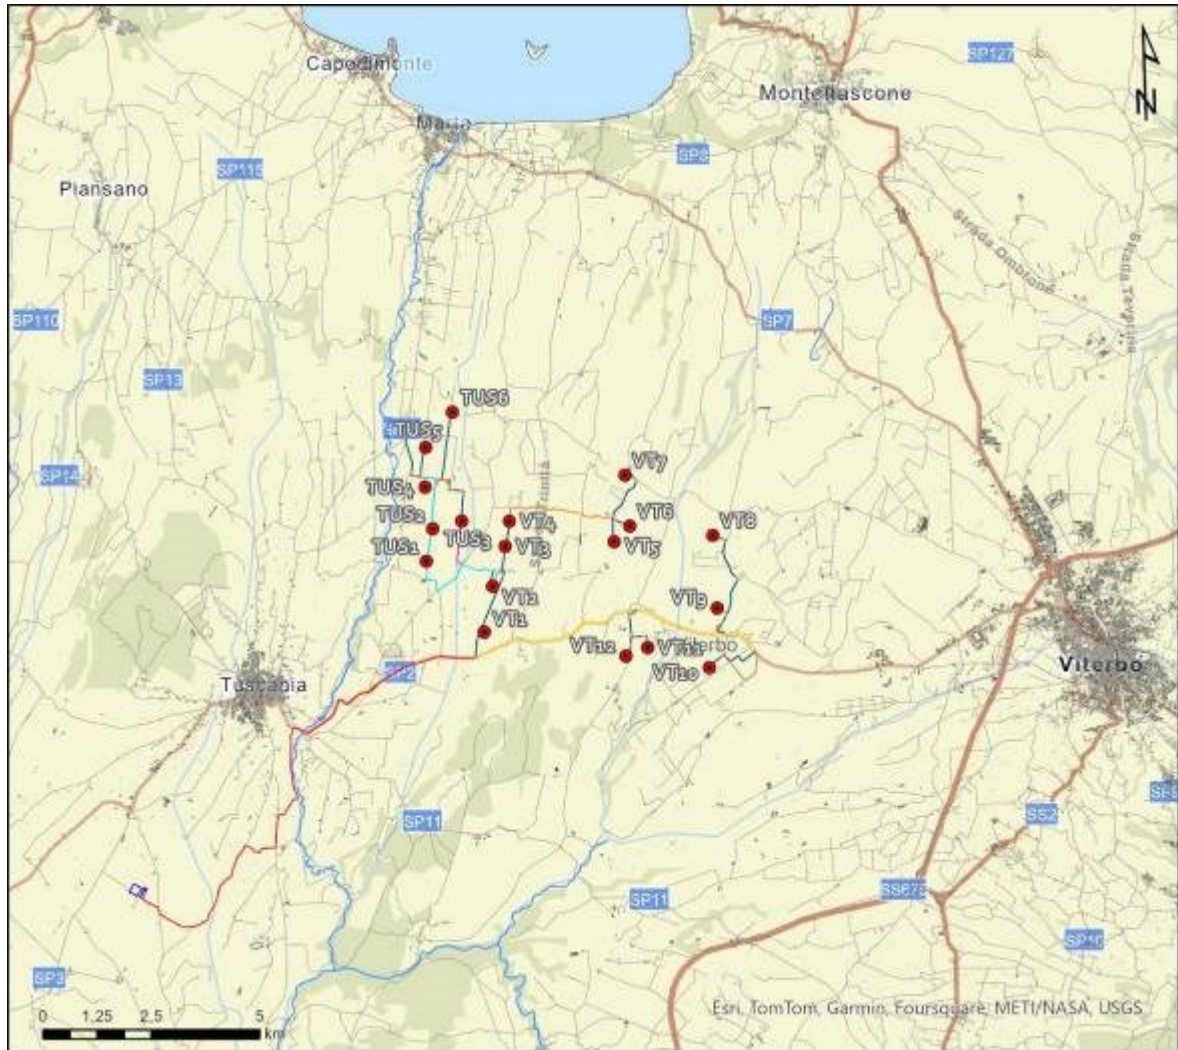 Capodimonte
Montefiascone
SP127
Marta
SP8
SP115
Piansano
Strada Ombrone
Strada Teverina
SP110
SP7
SP13
TUS6
TUS5
SP14
VT7
TUS4
TUS2
TUS3
VT4
VT6
VT8
TUS1
VT3
VT5
VT2
VT9
VT1
VT12
VT11
VT10
SP2
Tuscania
Viterbo
SP11
SS2
SS675
SP11
SP3
N
0 1.25 2.5 5
km
Esri, TomTom, Garmin, Foursquare, METI/NASA, USGS